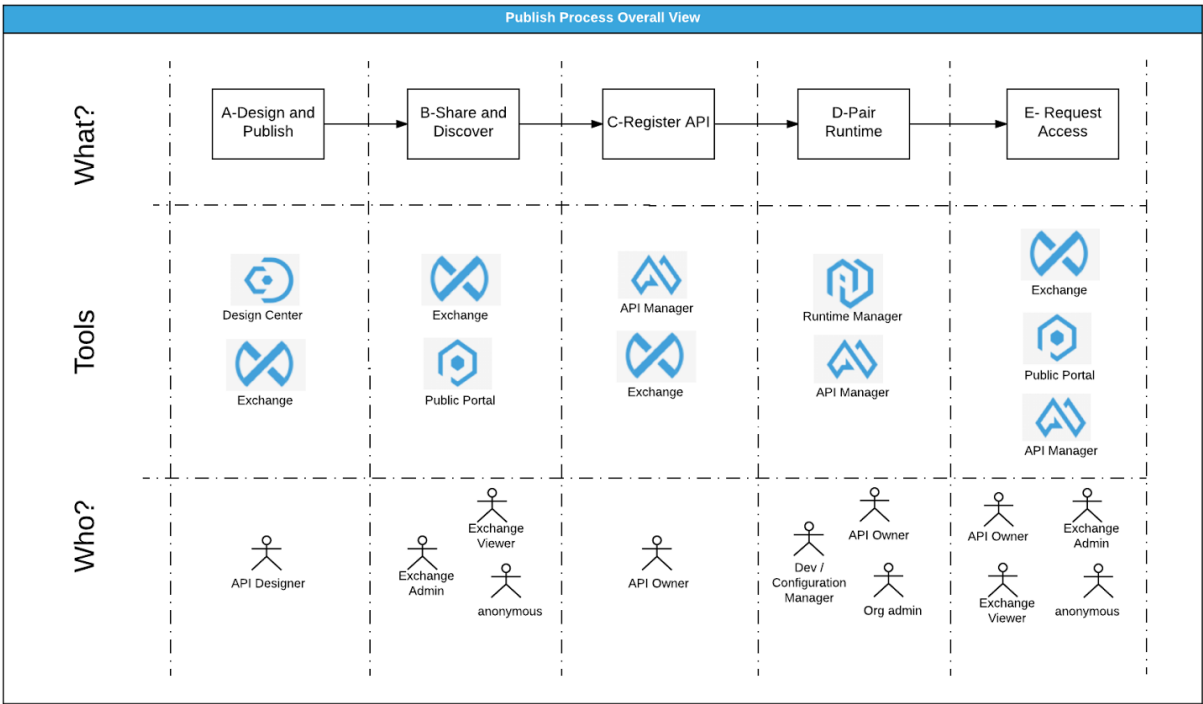 Publish Process Overall View
What?
A-Design and
Publish
B-Share and
Discover
C-Register API
D-Pair
Runtime
E- Request
Access
Tools
Design Center
Exchange
Exchange
Public Portal
API Manager
Exchange
Runtime Manager
API Manager
Exchange
Public Portal
API Manager
Who?
API Designer
Exchange
Viewer
Exchange
Admin
anonymous
API Owner
API Owner
Dev /
Configuration
Manager
Org admin
API Owner
Exchange
Admin
Exchange
Viewer
anonymous